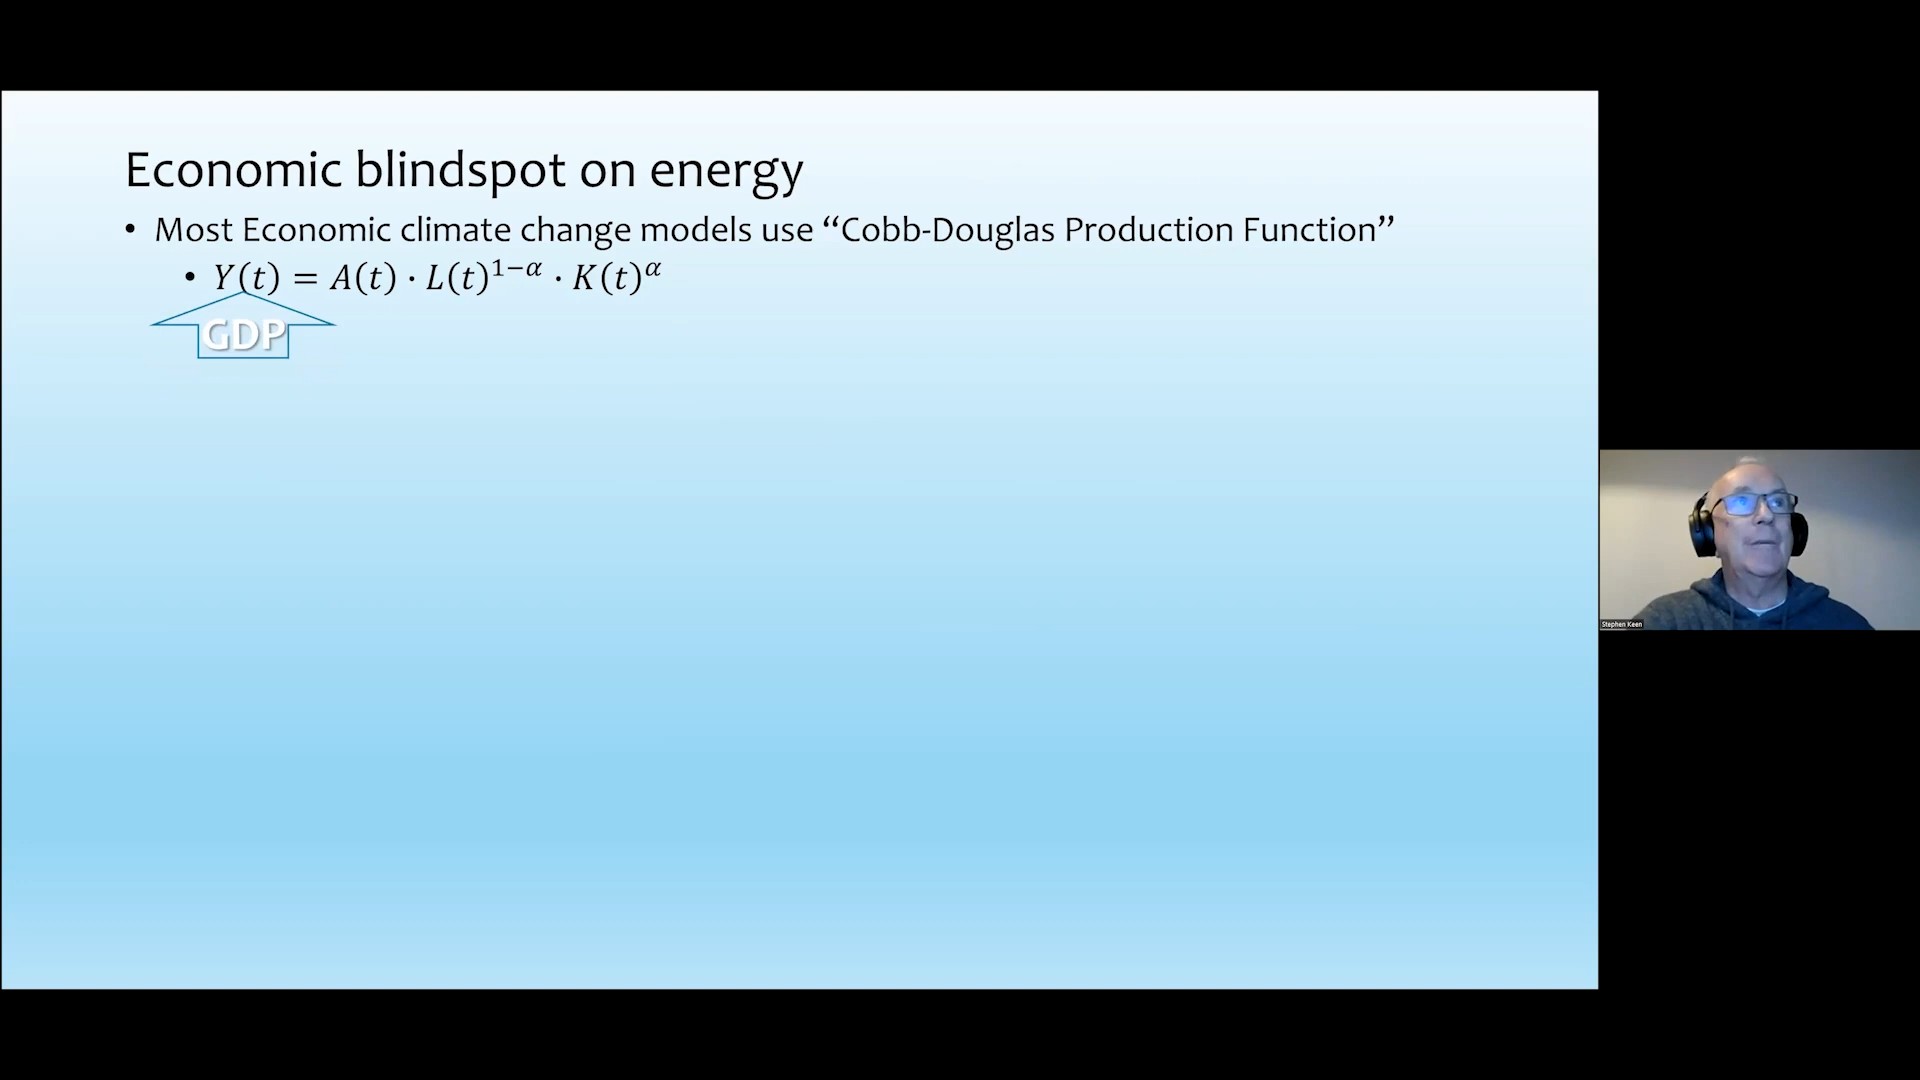 Economic blindspot on energy
• Most Economic climate change models use “Cobb-Douglas Production Function”
• Y(t) = A(t) · L(t)^{1−α} · K(t)^{α}
GDP
Stephen Keen